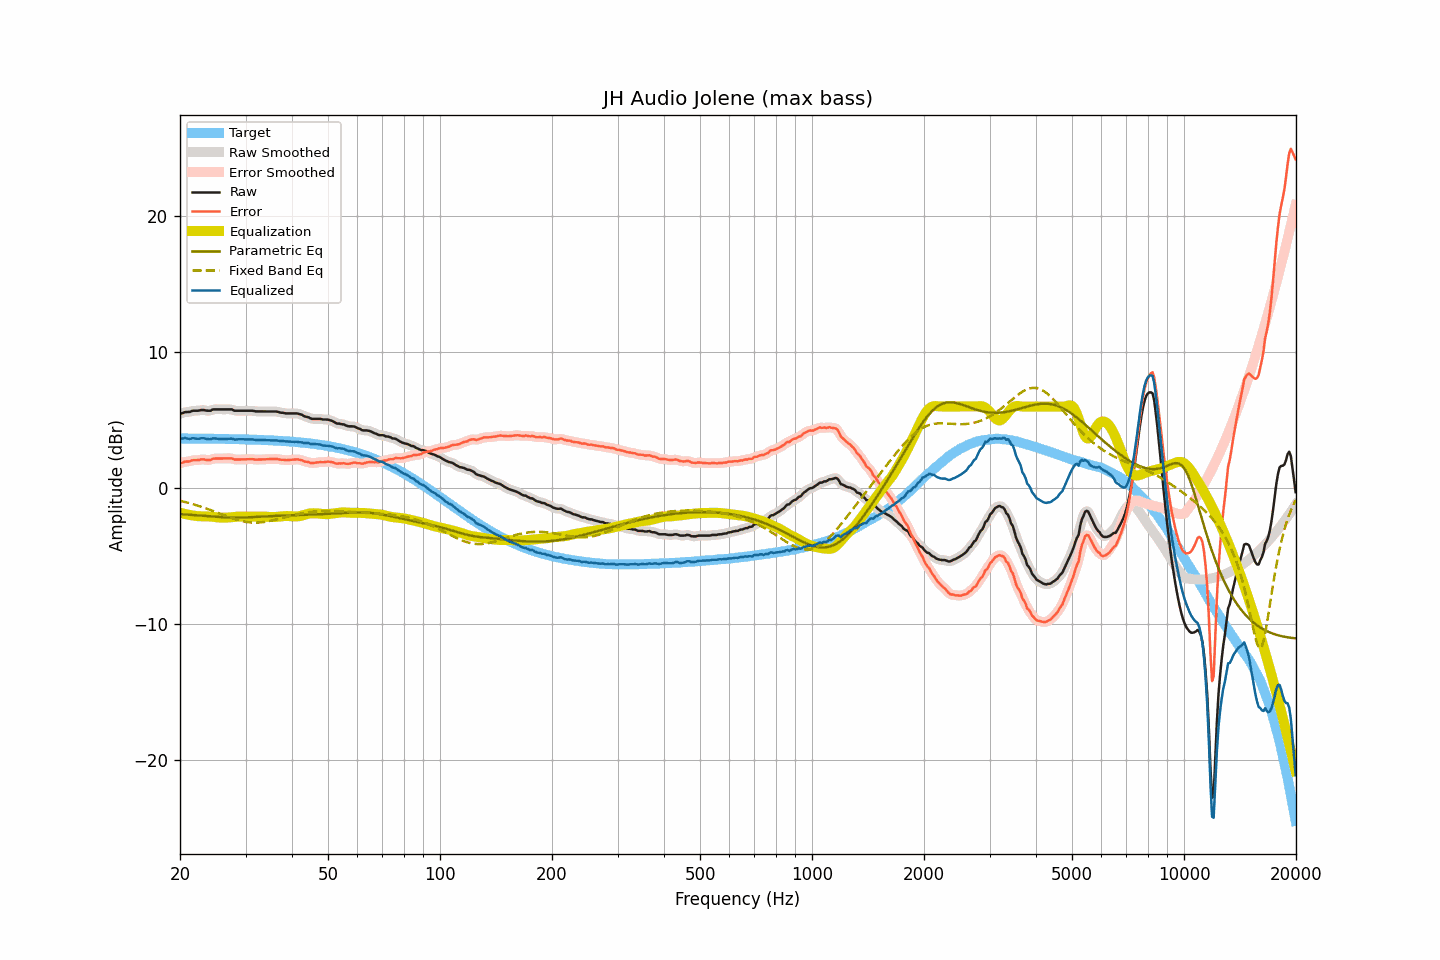 JH Audio Jolene (max bass)
Target
Raw Smoothed
Error Smoothed
Raw
Error
Equalization
Parametric Eq
Fixed Band Eq
Equalized
Amplitude (dBr)
20
10
0
−10
−20
20 50 100 200 500 1000 2000 5000 10000 20000
Frequency (Hz)